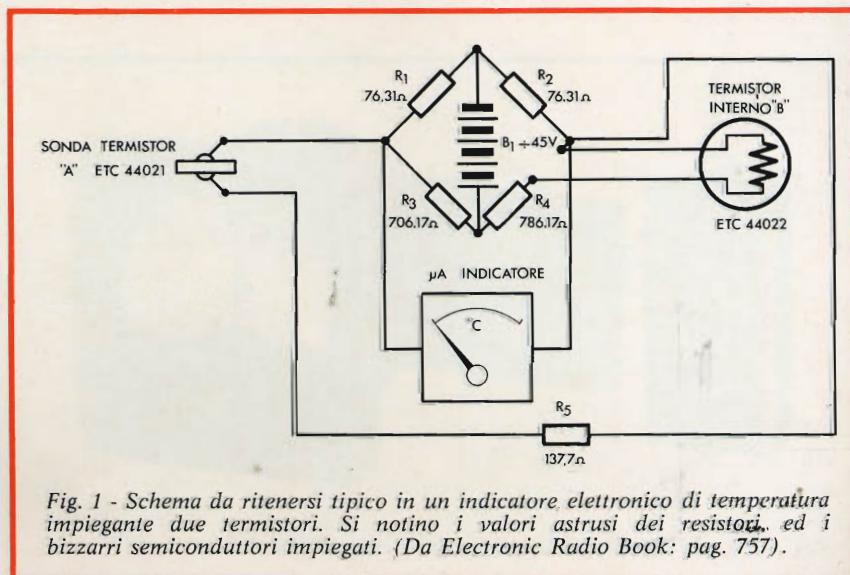 R1
76,31Ω
R2
76,31Ω
TERMISTOR
INTERNO "B"
SONDA TERMISTOR
"A" ETC 44021
B1 ÷45V
R3
706,17Ω
R4
786,17Ω
ETC 44022
µA INDICATORE
°C
R5
137,7Ω
Fig. 1 - Schema da ritenersi tipico in un indicatore elettronico di temperatura
impiegante due termistori. Si notino i valori astrusi dei resistori, ed i
bizzarri semiconduttori impiegati. (Da Electronic Radio Book: pag. 757).